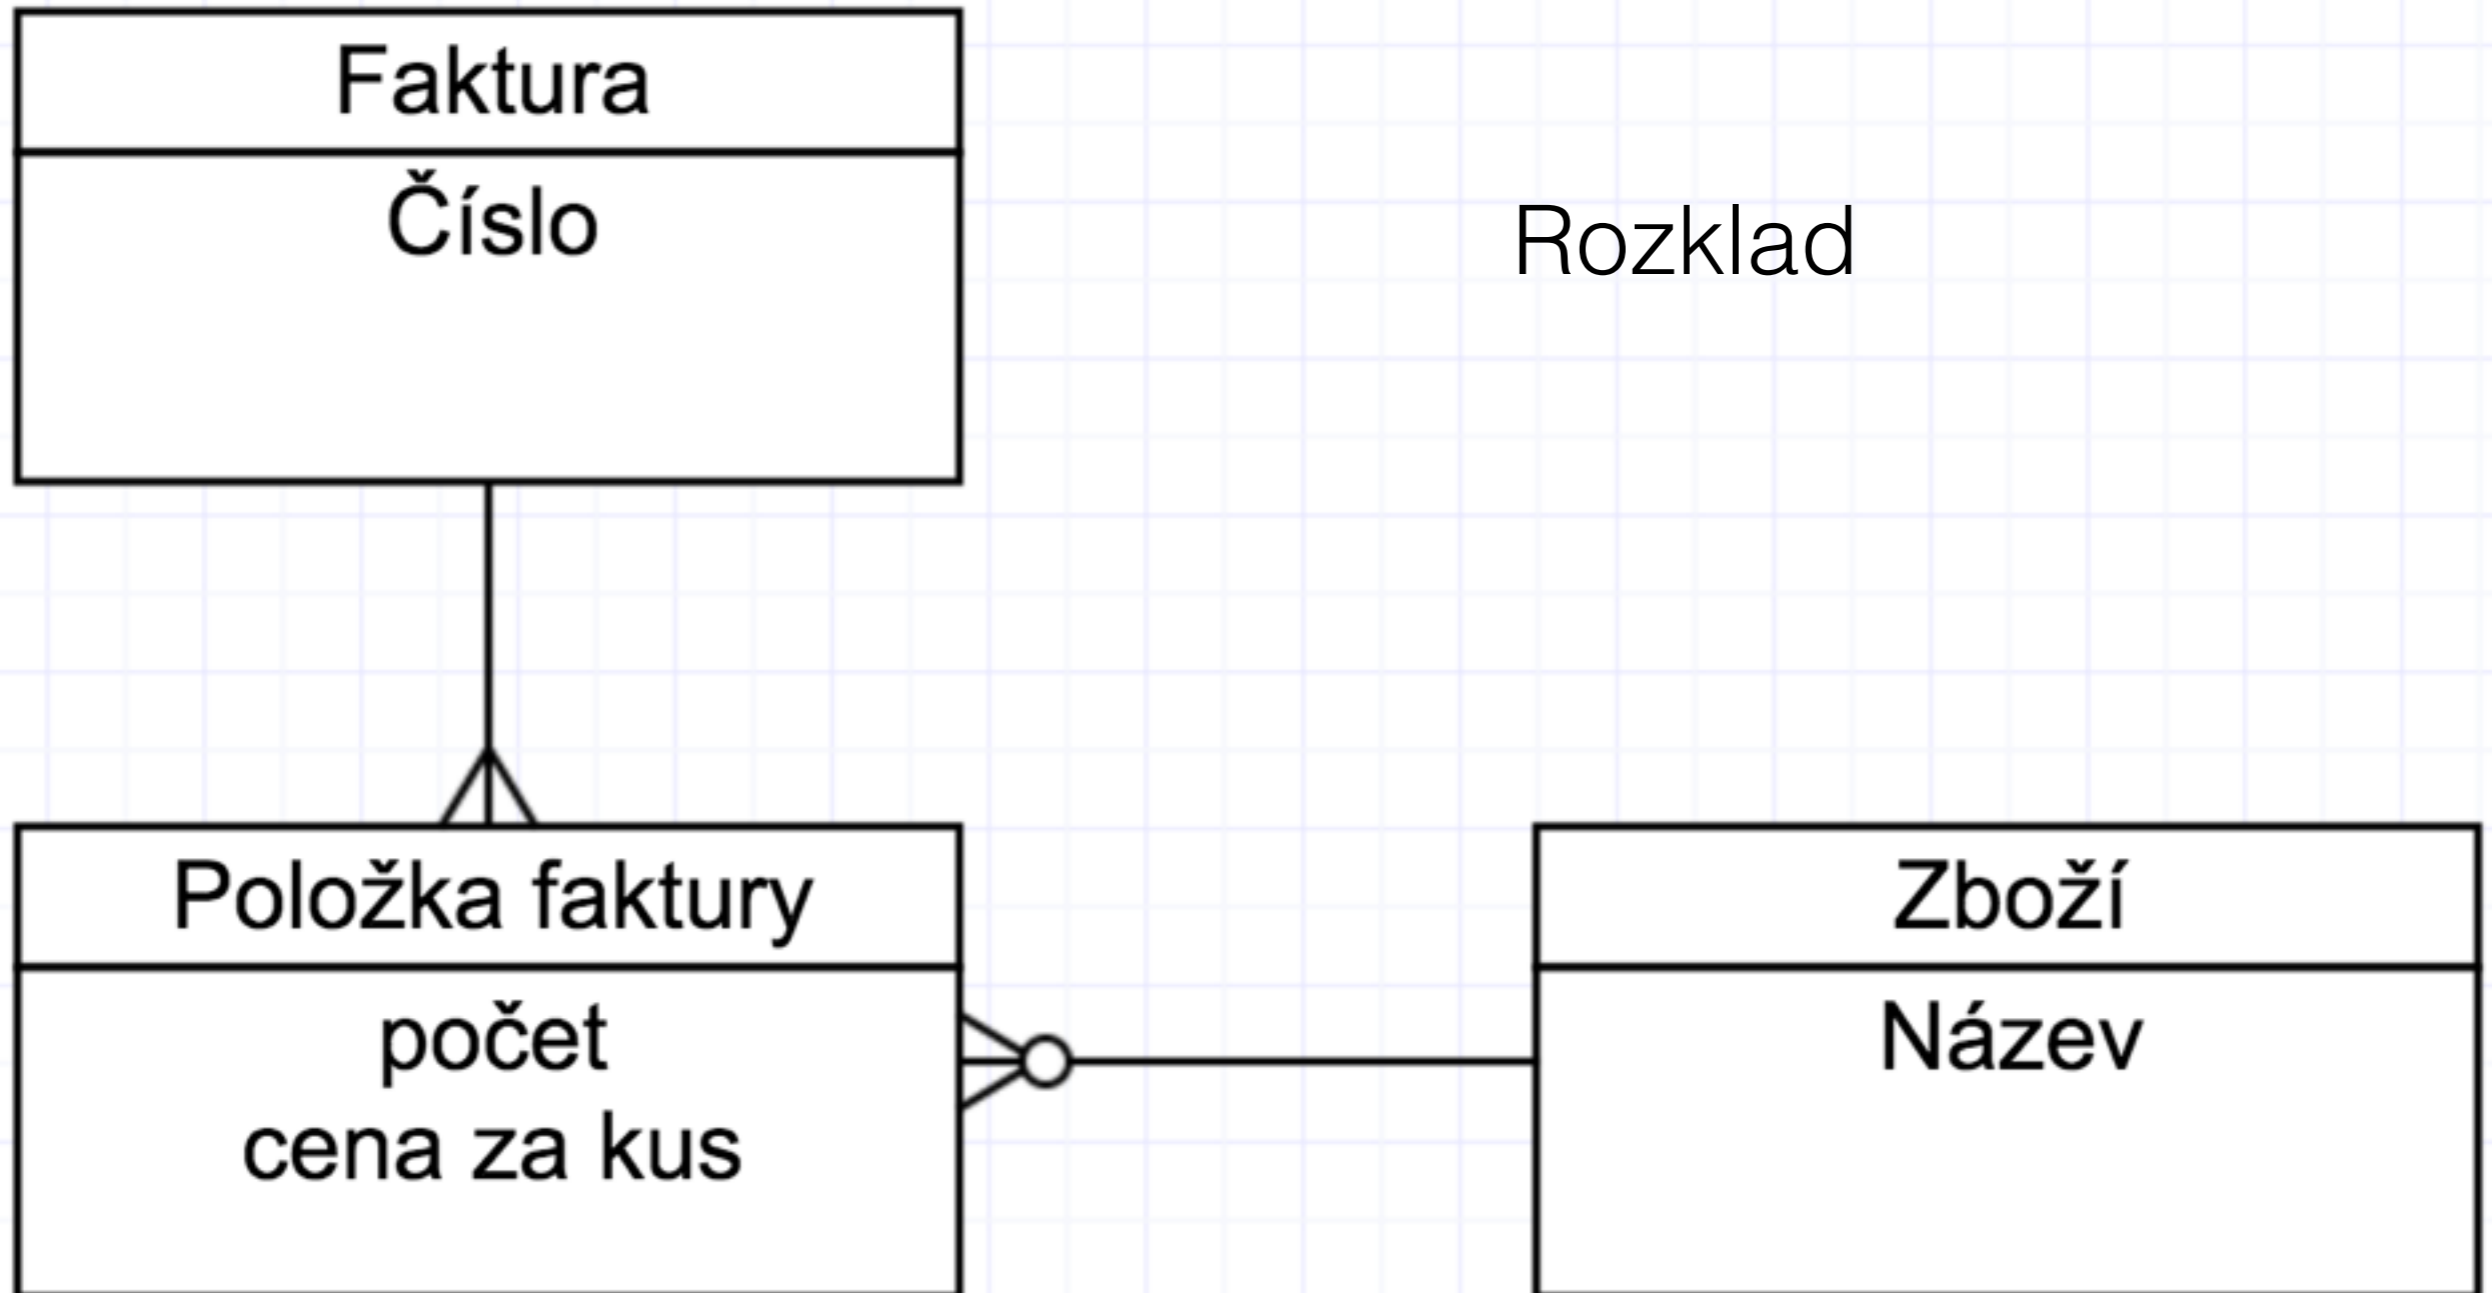 Faktura
Číslo
Rozklad
Položka faktury
počet
cena za kus
Zboží
Název